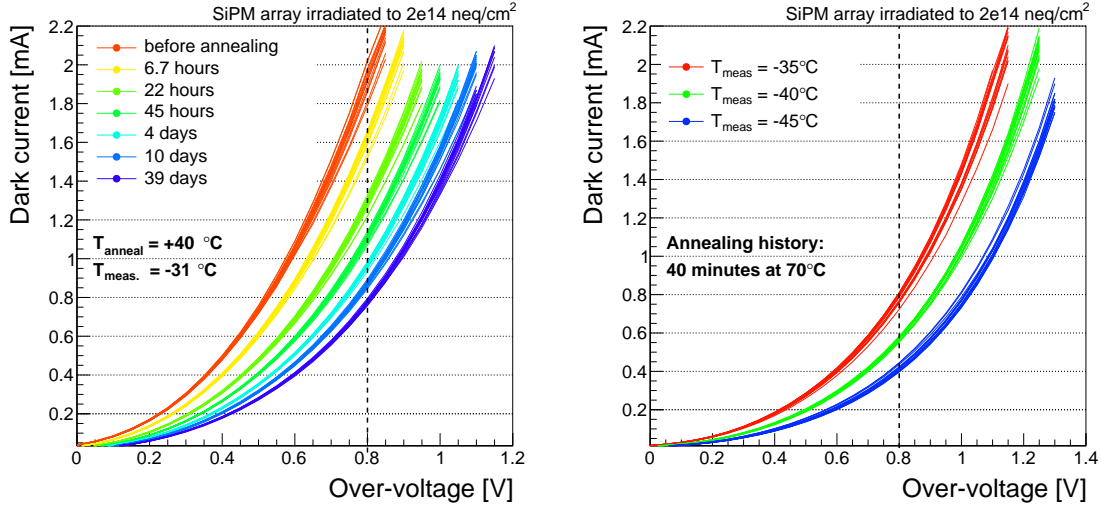 SiPM array irradiated to 2e14 neq/cm²
Dark current [mA]
2.2
2
1.8
1.6
1.4
1.2
1
0.8
0.6
0.4
0.2
before annealing
6.7 hours
22 hours
45 hours
4 days
10 days
39 days
T_anneal = +40 °C
T_meas. = -31 °C
0 0.2 0.4 0.6 0.8 1 1.2
Over-voltage [V]
SiPM array irradiated to 2e14 neq/cm²
Dark current [mA]
2.2
2
1.8
1.6
1.4
1.2
1
0.8
0.6
0.4
0.2
T_meas = -35°C
T_meas = -40°C
T_meas = -45°C
Annealing history:
40 minutes at 70°C
0 0.2 0.4 0.6 0.8 1 1.2 1.4
Over-voltage [V]